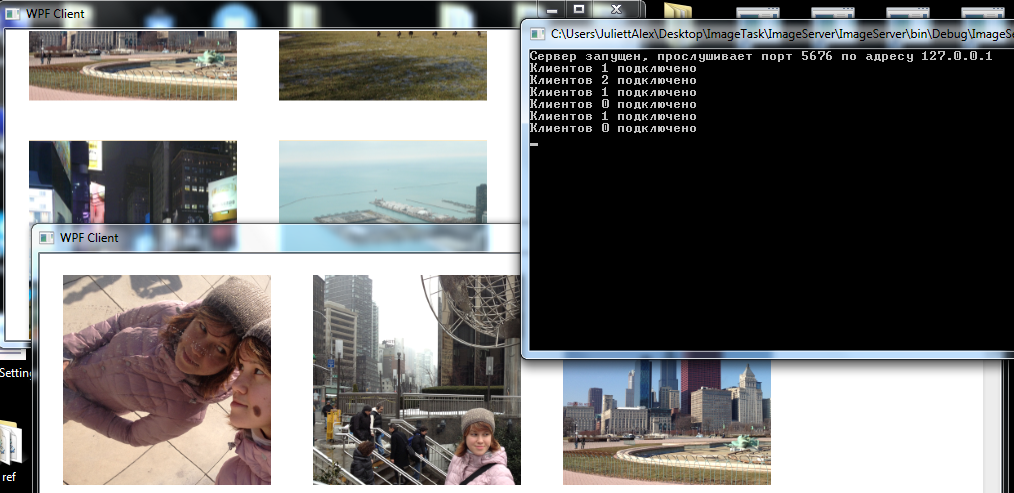 WPF Client
C:\Users\JuliettAlex\Desktop\ImageTask\ImageServer\ImageServer\bin\Debug\ImageSe
Сервер запущен, прослушивает порт 5676 по адресу 127.0.0.1
Клиентов 1 подключено
Клиентов 2 подключено
Клиентов 1 подключено
Клиентов 0 подключено
Клиентов 1 подключено
Клиентов 0 подключено
WPF Client
Setting
ref